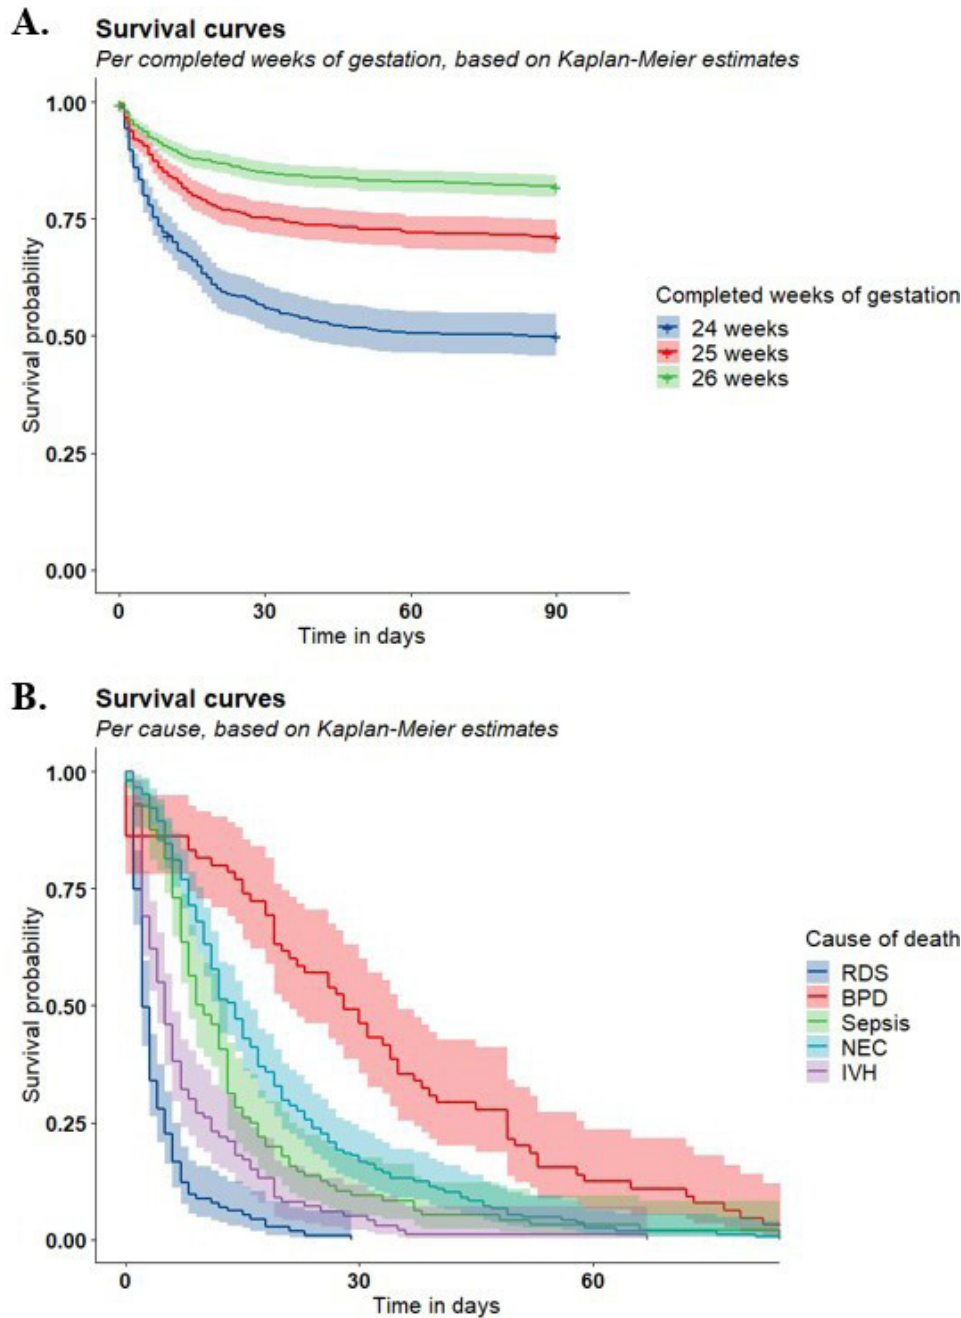 A.
Survival curves
Per completed weeks of gestation, based on Kaplan-Meier estimates
1.00
0.75
0.50
0.25
0.00
Survival probability
0 30 60 90
Time in days
Completed weeks of gestation
24 weeks
25 weeks
26 weeks
B.
Survival curves
Per cause, based on Kaplan-Meier estimates
1.00
0.75
0.50
0.25
0.00
Survival probability
0 30 60
Time in days
Cause of death
RDS
BPD
Sepsis
NEC
IVH